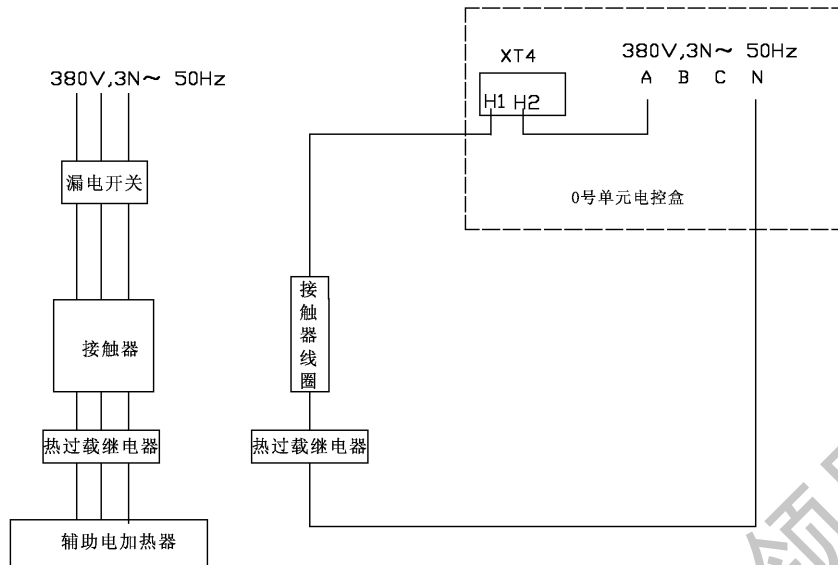 380V,3N～ 50Hz
漏电开关
接触器
热过载继电器
辅助电加热器
XT4
H1 H2
380V,3N～ 50Hz
A B C N
0号单元电控盒
接触器线圈
热过载继电器
领